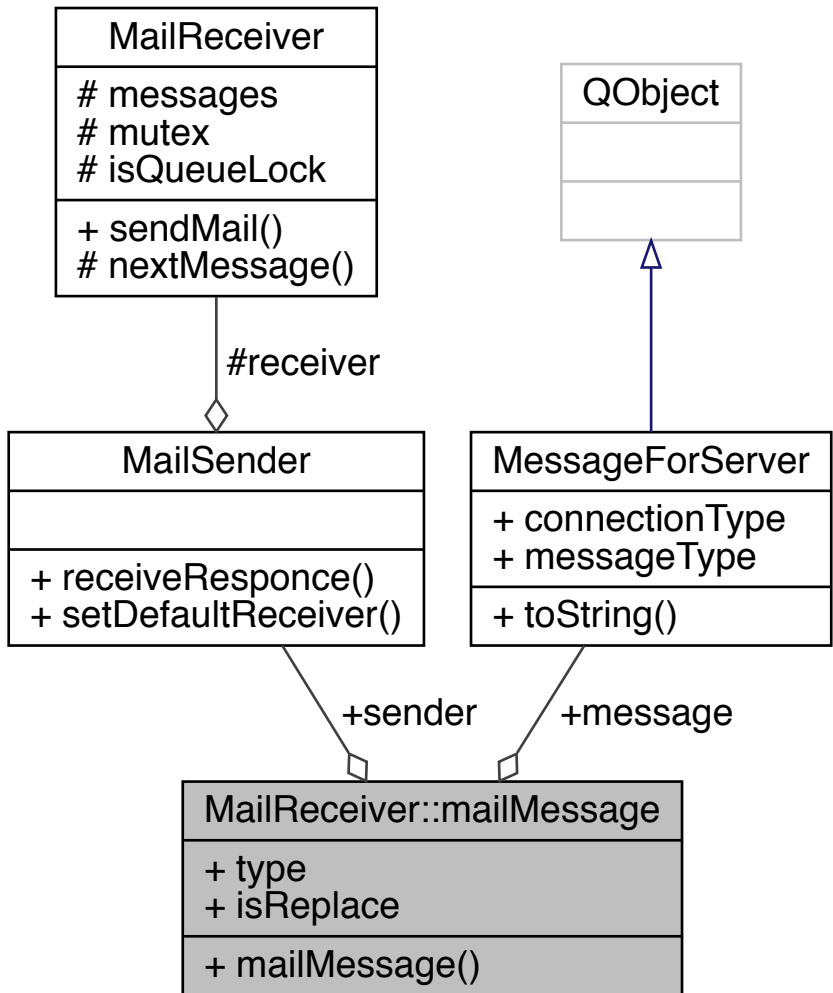 MailReceiver
# messages
# mutex
# isQueueLock
+ sendMail()
# nextMessage()
QObject
#receiver
MailSender
+ receiveResponce()
+ setDefaultReceiver()
MessageForServer
+ connectionType
+ messageType
+ toString()
+sender
+message
MailReceiver::mailMessage
+ type
+ isReplace
+ mailMessage()